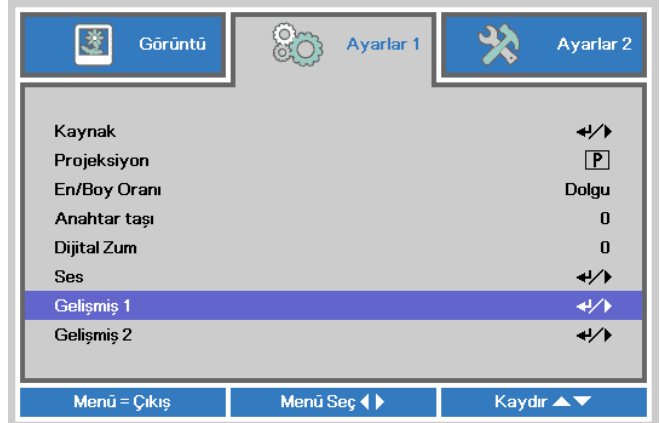 Görüntü Ayarlar 1 Ayarlar 2
Kaynak ↵/▶
Projeksiyon P
En/Boy Oranı Dolgu
Anahtar taşı 0
Dijital Zum 0
Ses ↵/▶
Gelişmiş 1 ↵/▶
Gelişmiş 2 ↵/▶
Menü = Çıkış Menü Seç ◀▶ Kaydır ▲▼